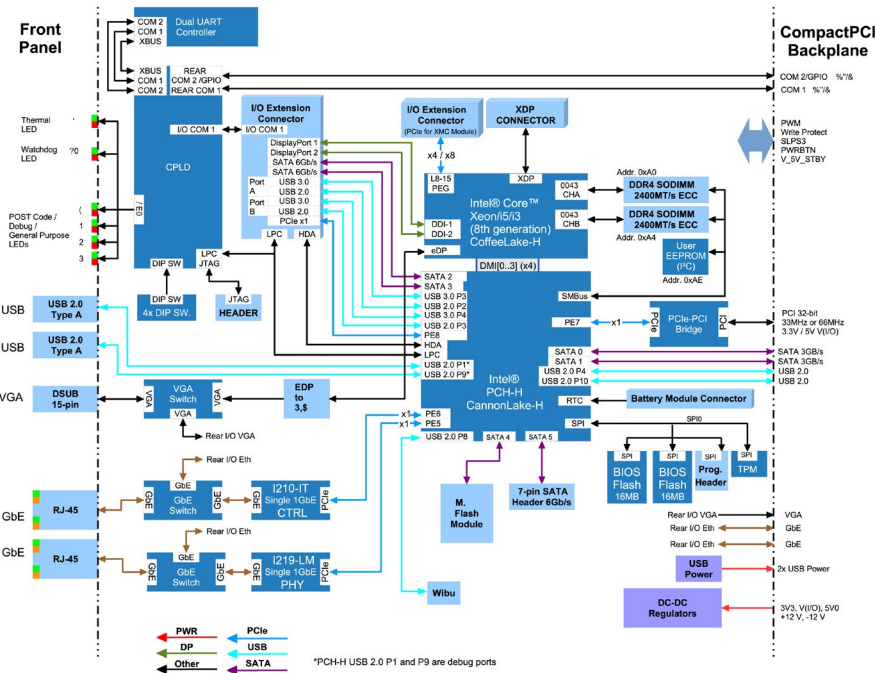 Front
Panel
CompactPCI
Backplane
COM 2
COM 1
XBUS
Dual UART
Controller
XBUS
COM 1
COM 2
REAR
COM 2 /GPIO
REAR COM 1
COM 2/GPIO %"/&
COM 1 %"/&
I/O COM 1
CPLD
/ E0
LPC
JTAG
DIP SW
I/O Extension
Connector
I/O COM 1
DisplayPort 1
DisplayPort 2
SATA 6Gb/s
SATA 6Gb/s
Port
A
USB 3.0
USB 2.0
Port
B
USB 3.0
USB 2.0
PCIe x1
LPC
HDA
I/O Extension
Connector
(PCIe for XMC Module)
x4 / x8
XDP
CONNECTOR
PWM
Write Protect
SLPS3
PWRBTN
V_5V_STBY
Thermal
LED
Watchdog
LED
?0
POST Code /
Debug /
General Purpose
LEDs
(
1
2
3
L8-15
PEG
XDP
Intel® Core™
Xeon/i5/i3
(8th generation)
CoffeeLake-H
DDI-1
DDI-2
eDP
0043
CHA
0043
CHB
Addr. 0xA0
DDR4 SODIMM
2400MT/s ECC
DDR4 SODIMM
2400MT/s ECC
Addr. 0xA4
User
EEPROM
(I²C)
Addr. 0xAE
DMI[0..3] (x4)
DIP SW
4x DIP SW.
JTAG
HEADER
SATA 2
SATA 3
USB 3.0 P3
USB 2.0 P2
USB 3.0 P4
USB 2.0 P3
PE8
HDA
LPC
USB 2.0 P1*
USB 2.0 P9*
SMBus
PE7
x1
PCIe
PCIe-PCI
Bridge
PCI
PCI 32-bit
33MHz or 66MHz
3.3V / 5V V(I/O)
SATA 0
SATA 1
USB 2.0 P4
USB 2.0 P10
SATA 3GB/s
SATA 3GB/s
USB 2.0
USB 2.0
USB
USB 2.0
Type A
USB
USB 2.0
Type A
Intel®
PCH-H
CannonLake-H
RTC
Battery Module Connector
SPI
SPI0
VGA
DSUB
15-pin
VGA
VGA
Switch
VGA
VGA
EDP
to
3,$
Rear I/O VGA
x1
x1
PE6
PE5
USB 2.0 P8
SATA 4
SATA 5
SPI
BIOS
Flash
16MB
SPI
BIOS
Flash
16MB
SPI
Prog.
Header
SPI
TPM
Rear I/O Eth
GbE
RJ-45
GbE
GbE
GbE
Switch
GbE
GbE
I210-IT
Single 1GbE
CTRL
PCIe
M.
Flash
Module
7-pin SATA
Header 6Gb/s
Rear I/O VGA
VGA
Rear I/O Eth
GbE
Rear I/O Eth
GbE
Rear I/O Eth
GbE
RJ-45
GbE
GbE
GbE
Switch
GbE
GbE
I219-LM
Single 1GbE
PHY
PCIe
Wibu
USB
Power
2x USB Power
DC-DC
Regulators
3V3, V(I/O), 5V0
+12 V, -12 V
PWR
PCIe
DP
USB
Other
SATA
*PCH-H USB 2.0 P1 and P9 are debug ports